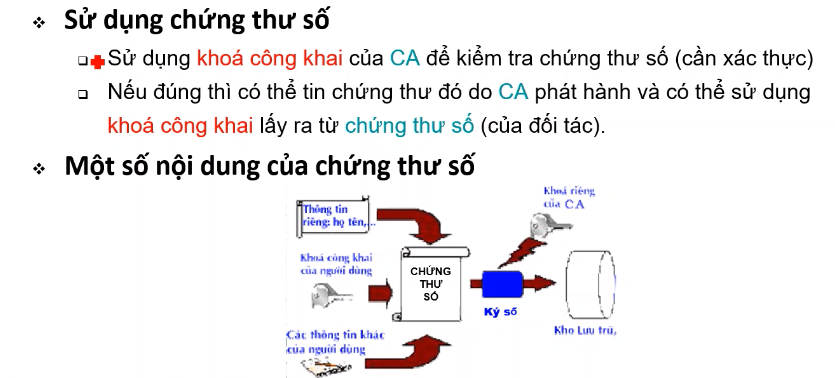 Sử dụng chứng thư số
Sử dụng khoá công khai của CA để kiểm tra chứng thư số (cần xác thực)
Nếu đúng thì có thể tin chứng thư đó do CA phát hành và có thể sử dụng
khoá công khai lấy ra từ chứng thư số (của đối tác).
Một số nội dung của chứng thư số
Thông tin
riêng: họ tên,...
Khoá công khai
của người dùng
Các thông tin khác
của người dùng
CHỨNG
THƯ
SỐ
Khoá riêng
của CA
Ký số
Kho Lưu trữ,